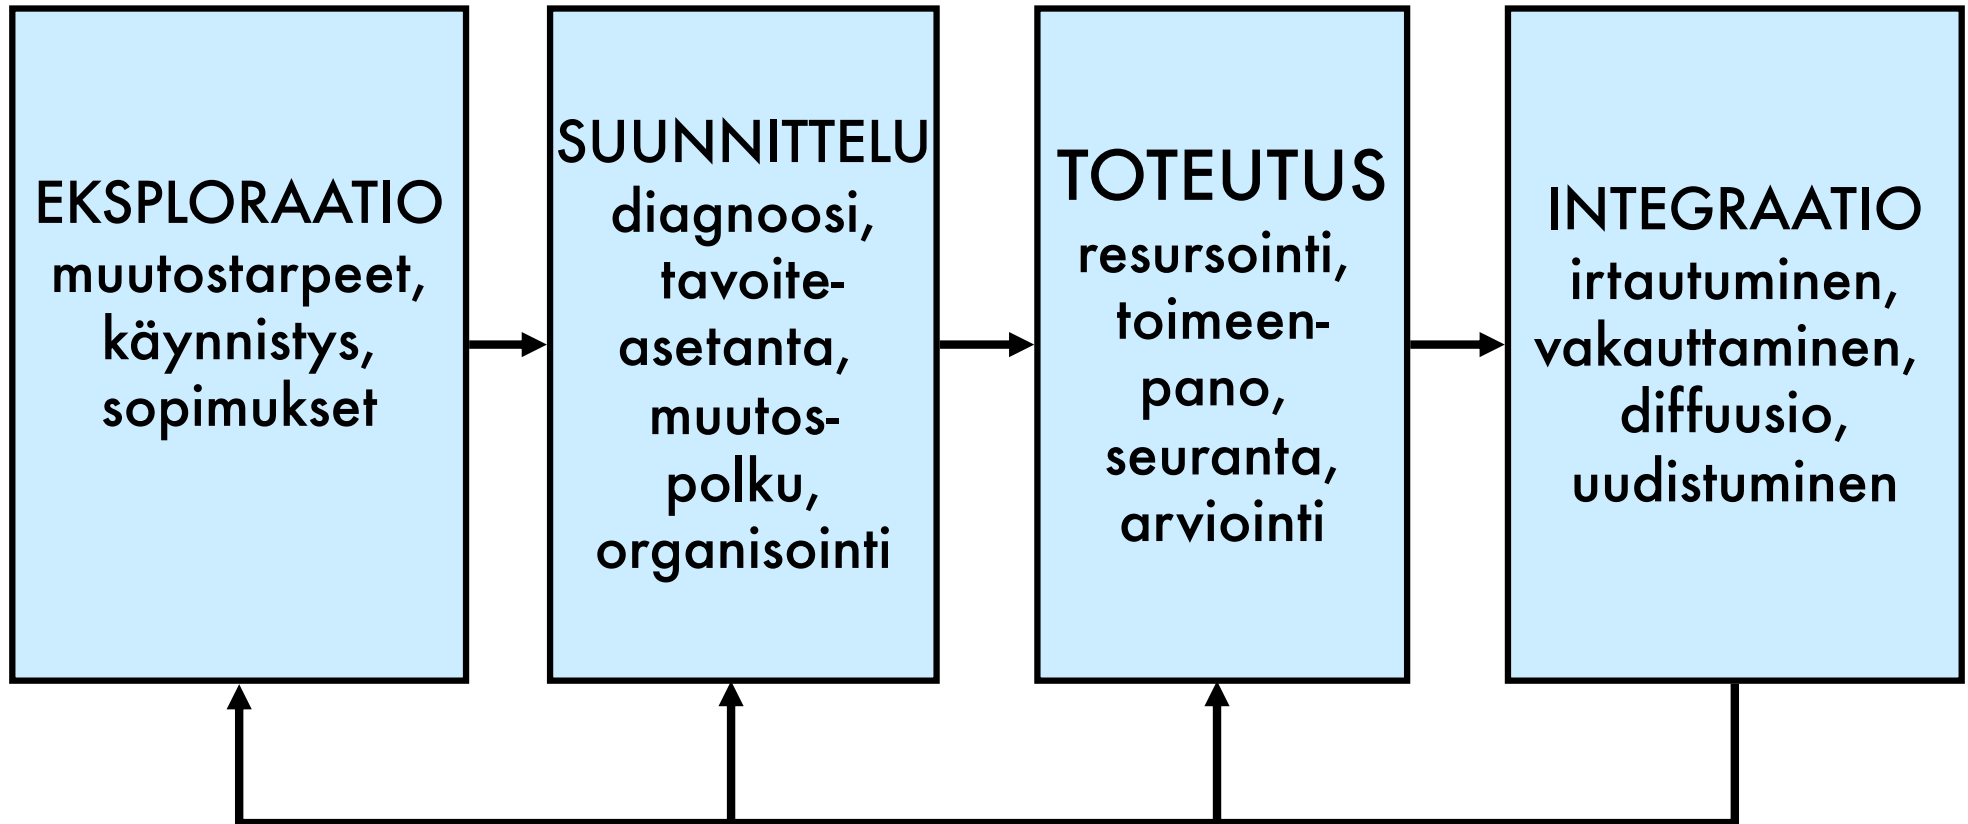 EKSPLORAATIO
muutostarpeet,
käynnistys,
sopimukset
SUUNNITTELU
diagnoosi,
tavoite-
asetanta,
muutos-
polku,
organisointi
TOTEUTUS
resursointi,
toimeen-
pano,
seuranta,
arviointi
INTEGRAATIO
irtautuminen,
vakauttaminen,
diffuusio,
uudistuminen